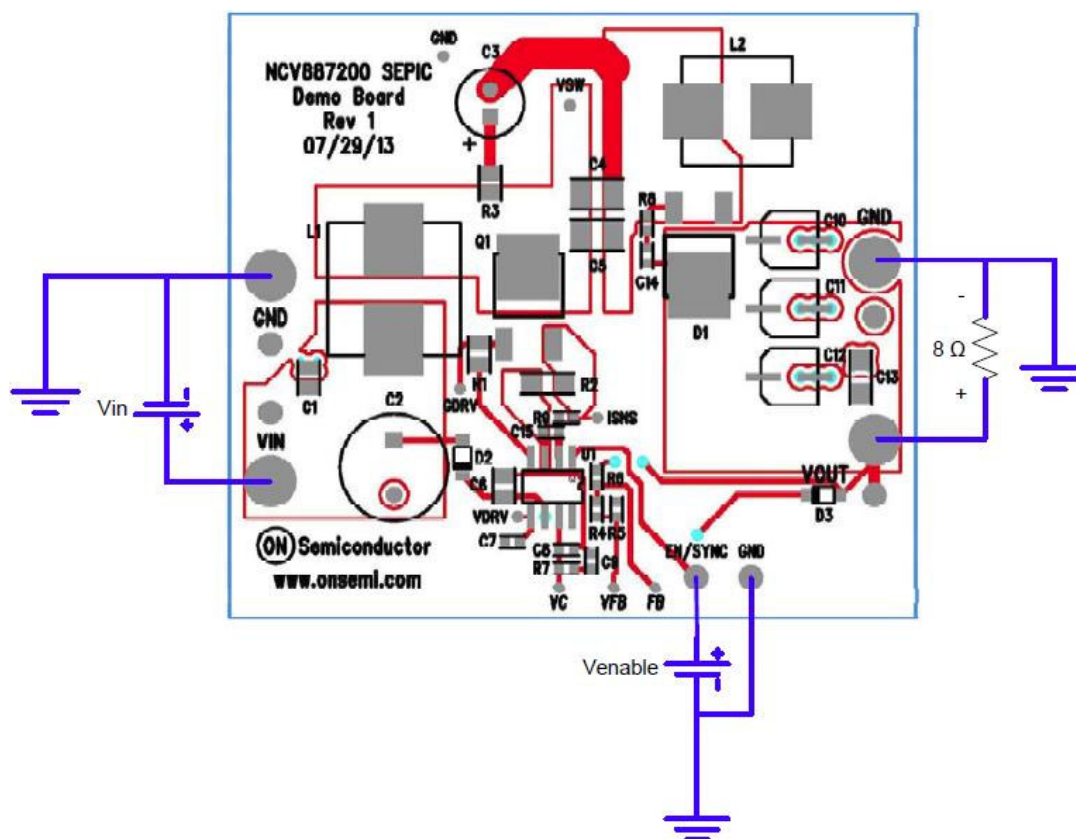 GND
C3
L2
NCV887200 SEPIC
Demo Board
Rev 1
07/29/13
VSW
+
C4
R3
R8
L1
Q1
C10
GND
D5
C14
C11
-
GND
D1
8 Ω
C12
+
C1
C2
R1
GDRV
R2
C13
Vin
R9
ISNS
C15
VIN
U1
D2
R6
VOUT
C6
D3
VDRV
R4
R5
ON Semiconductor
C7
C8
EN/SYNC
GND
R7
C9
www.onsemi.com
VC
VFB
FB
Venable